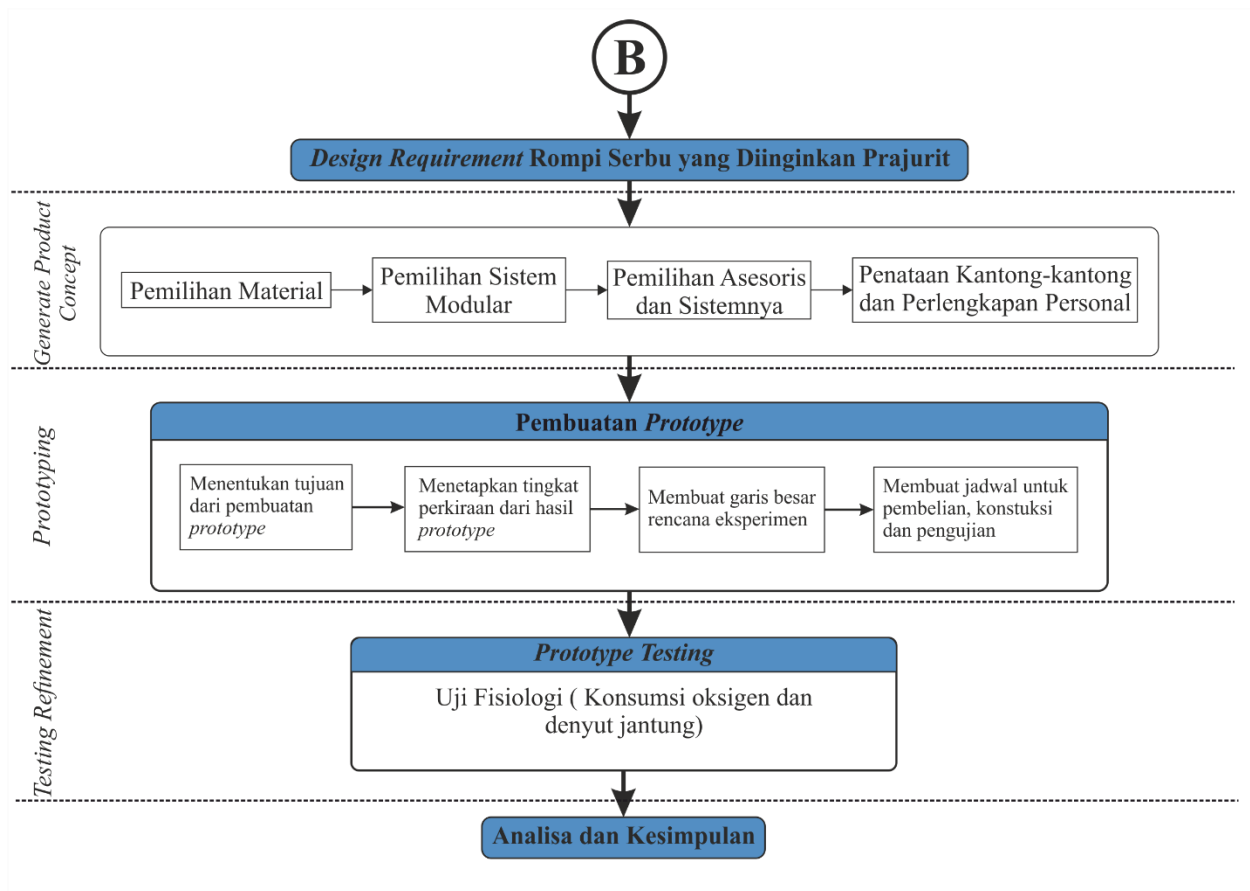 B
Design Requirement Rompi Serbu yang Diinginkan Prajurit
Generate Product
Concept
Pemilihan Material
Pemilihan Sistem
Modular
Pemilihan Asesoris
dan Sistemnya
Penataan Kantong-kantong
dan Perlengkapan Personal
Prototyping
Pembuatan Prototype
Menentukan tujuan
dari pembuatan
prototype
Menetapkan tingkat
perkiraan dari hasil
prototype
Membuat garis besar
rencana eksperimen
Membuat jadwal untuk
pembelian, konstuksi
dan pengujian
Testing Refinement
Prototype Testing
Uji Fisiologi ( Konsumsi oksigen dan
denyut jantung)
Analisa dan Kesimpulan